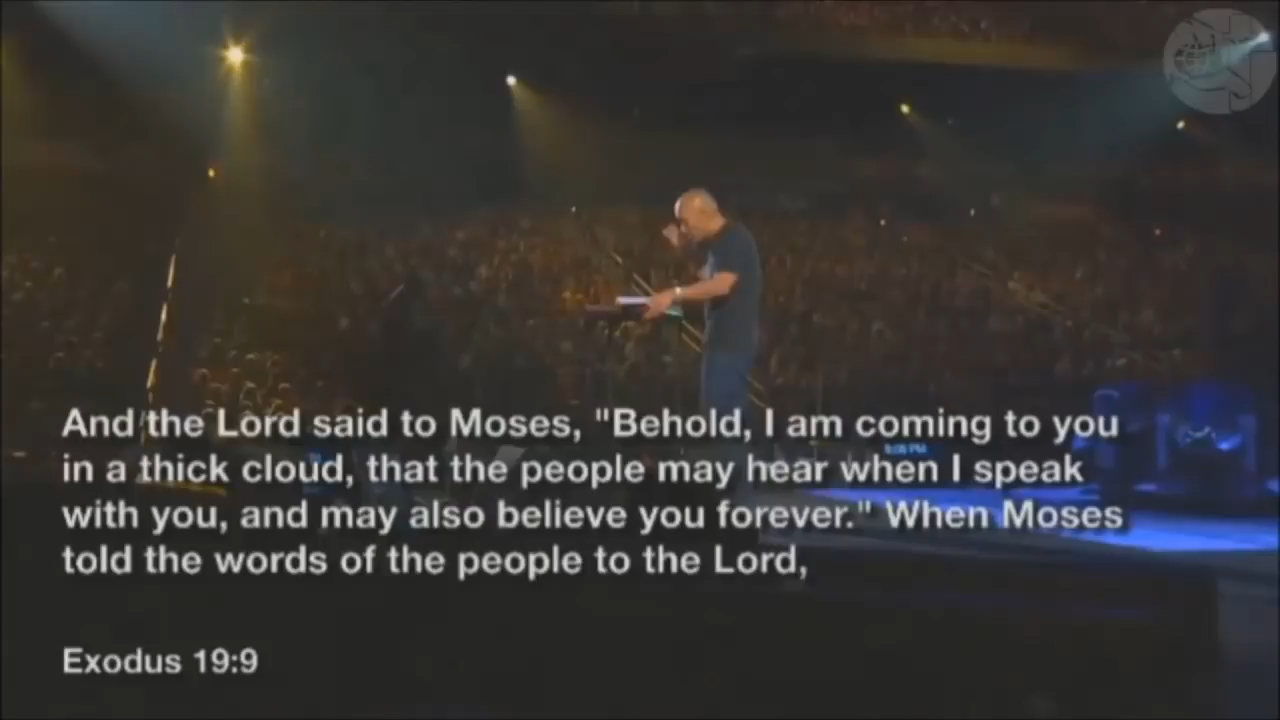 And the Lord said to Moses, "Behold, I am coming to you
in a thick cloud, that the people may hear when I speak
with you, and may also believe you forever." When Moses
told the words of the people to the Lord,
Exodus 19:9